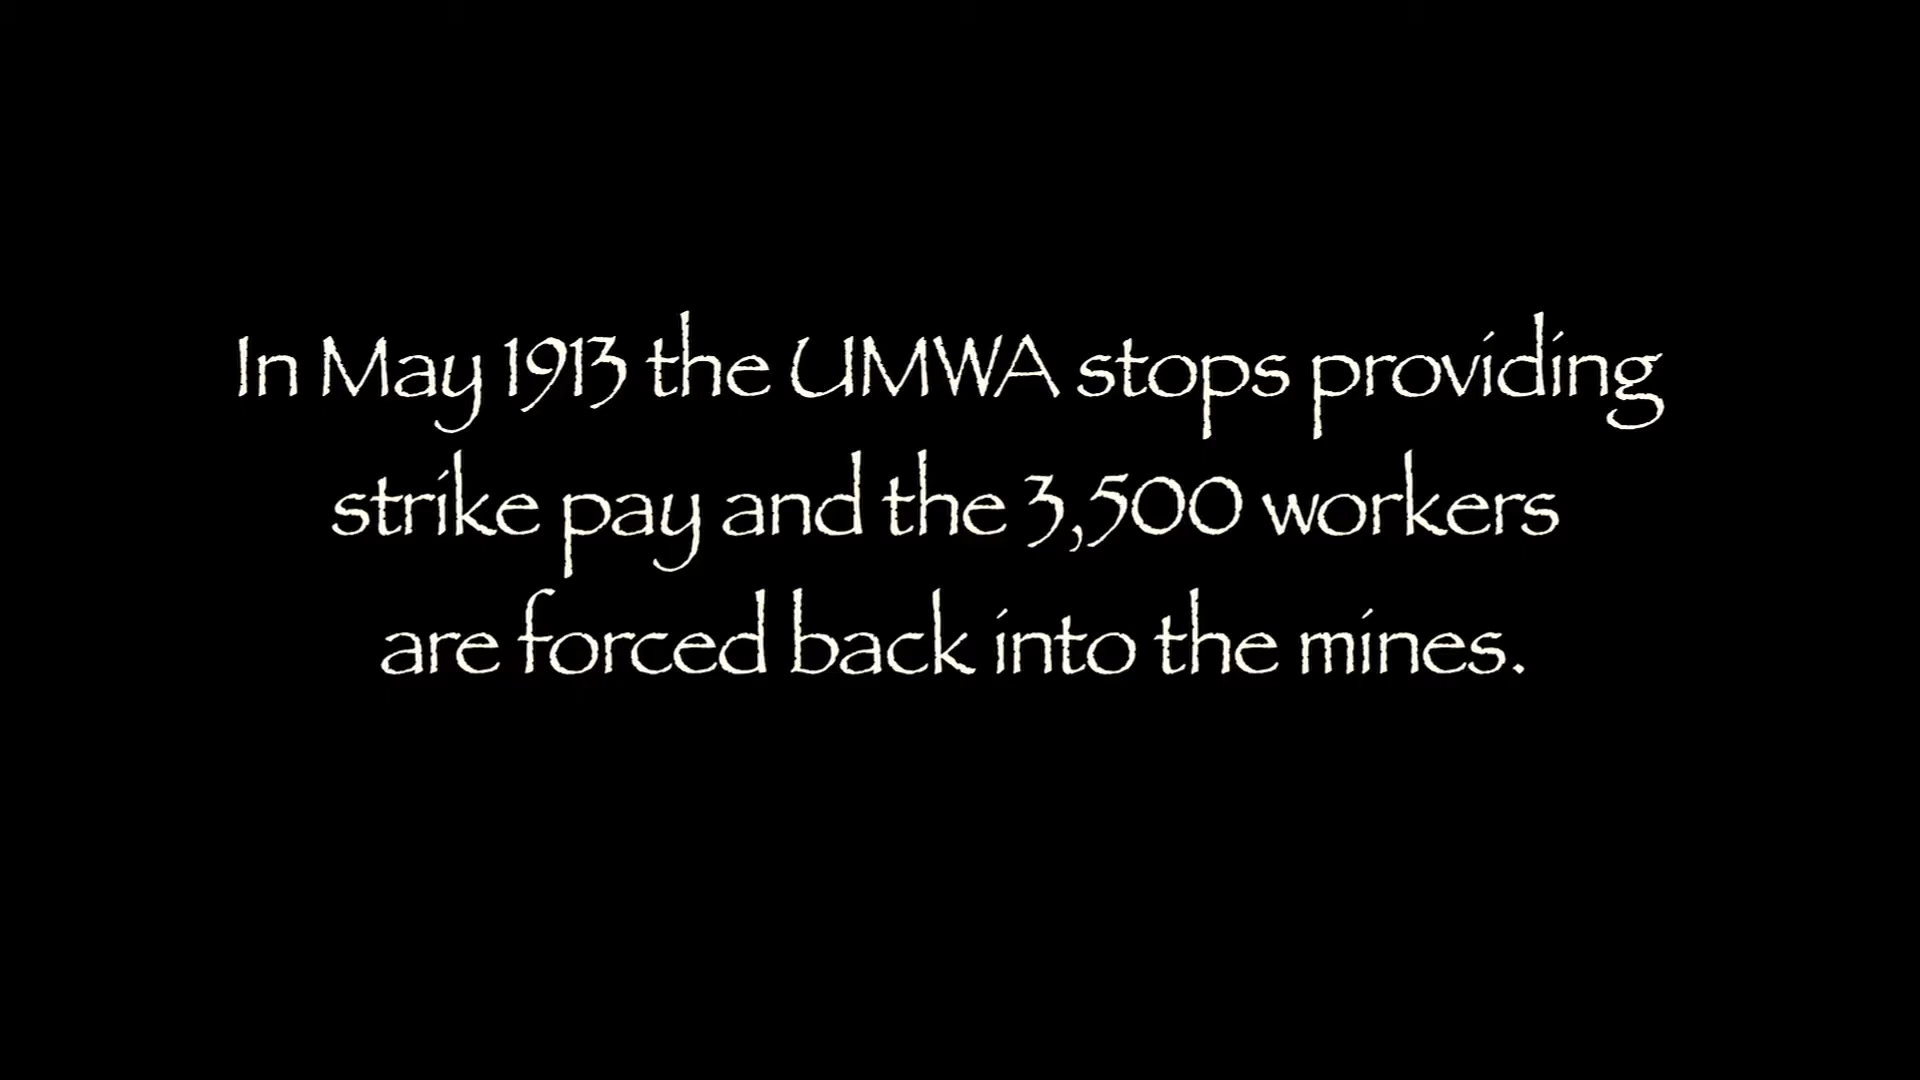 In May 1913 the UMWA stops providing
strike pay and the 3,500 workers
are forced back into the mines.